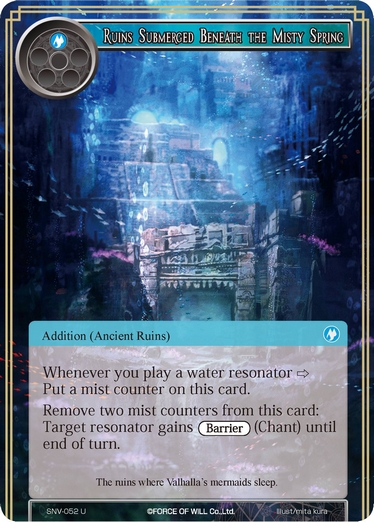 Ruins Submerged Beneath the Misty Spring
Addition (Ancient Ruins)
Whenever you play a water resonator ⇨
Put a mist counter on this card.
Remove two mist counters from this card:
Target resonator gains Barrier (Chant) until
end of turn.
The ruins where Valhalla's mermaids sleep.
SNV-052 U ©FORCE OF WILL Co.,Ltd. Illust/mita kura